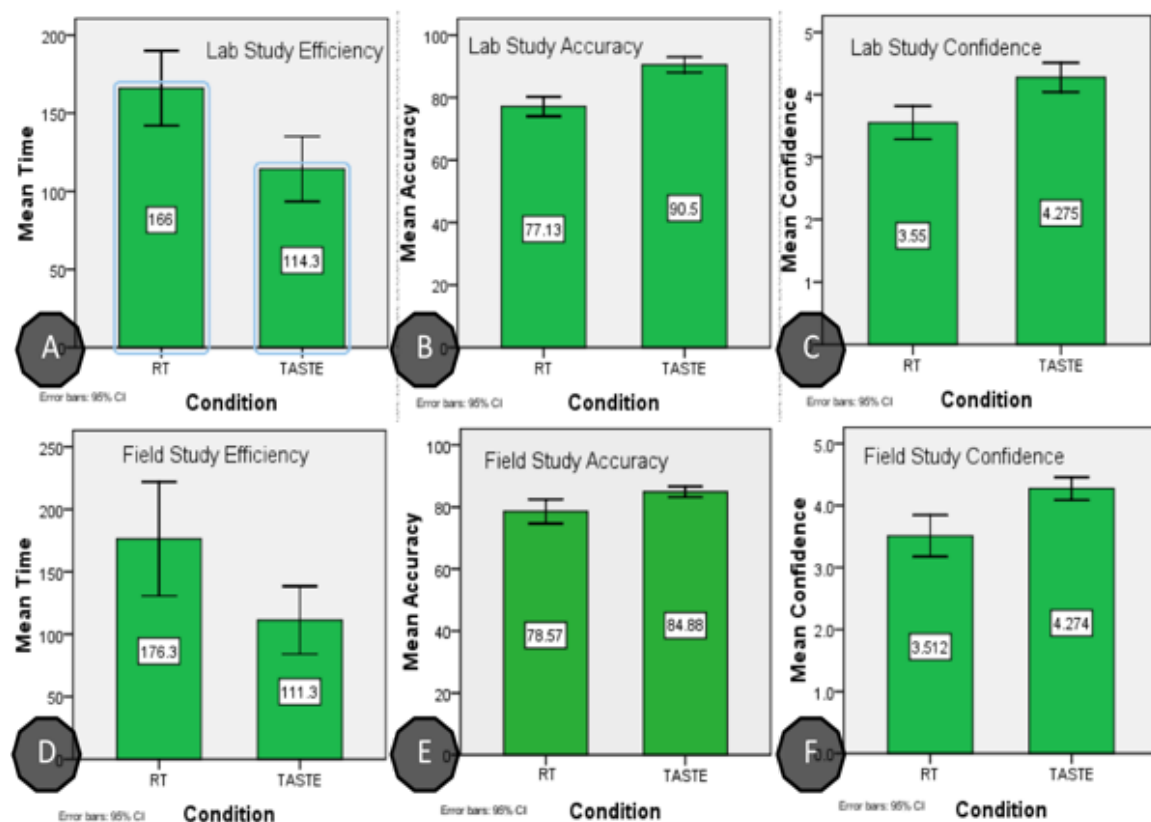 Lab Study Efficiency
Mean Time
200
150
100
50
0
166
114.3
RT
TASTE
Error bars: 95% CI
Condition
A
Lab Study Accuracy
Mean Accuracy
100
80
60
40
20
0
77.13
90.5
RT
TASTE
Error bars: 95% CI
Condition
B
Lab Study Confidence
Mean Confidence
5
4
3
2
1
3.55
4.275
RT
TASTE
Error bars: 95% CI
Condition
C
Field Study Efficiency
Mean Time
250
200
150
100
50
0
176.3
111.3
RT
TASTE
Error bars: 95% CI
Condition
D
Field Study Accuracy
Mean Accuracy
100
80
60
40
20
0
78.57
84.88
RT
TASTE
Error bars: 95% CI
Condition
E
Field Study Confidence
Mean Confidence
5.0
4.0
3.0
2.0
1.0
0.0
3.512
4.274
RT
TASTE
Error bars: 95% CI
Condition
F